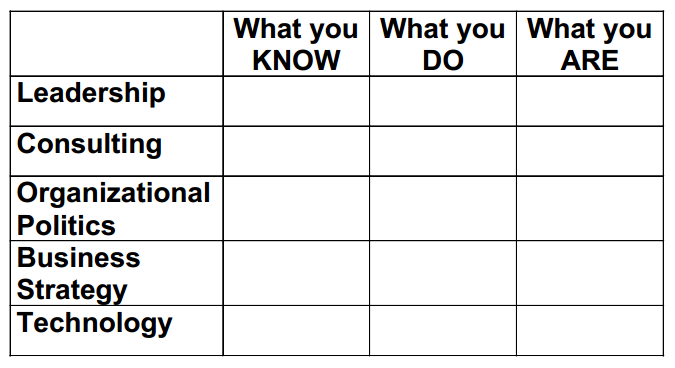 What you What you What you
KNOW DO ARE
Leadership
Consulting
Organizational
Politics
Business
Strategy
Technology